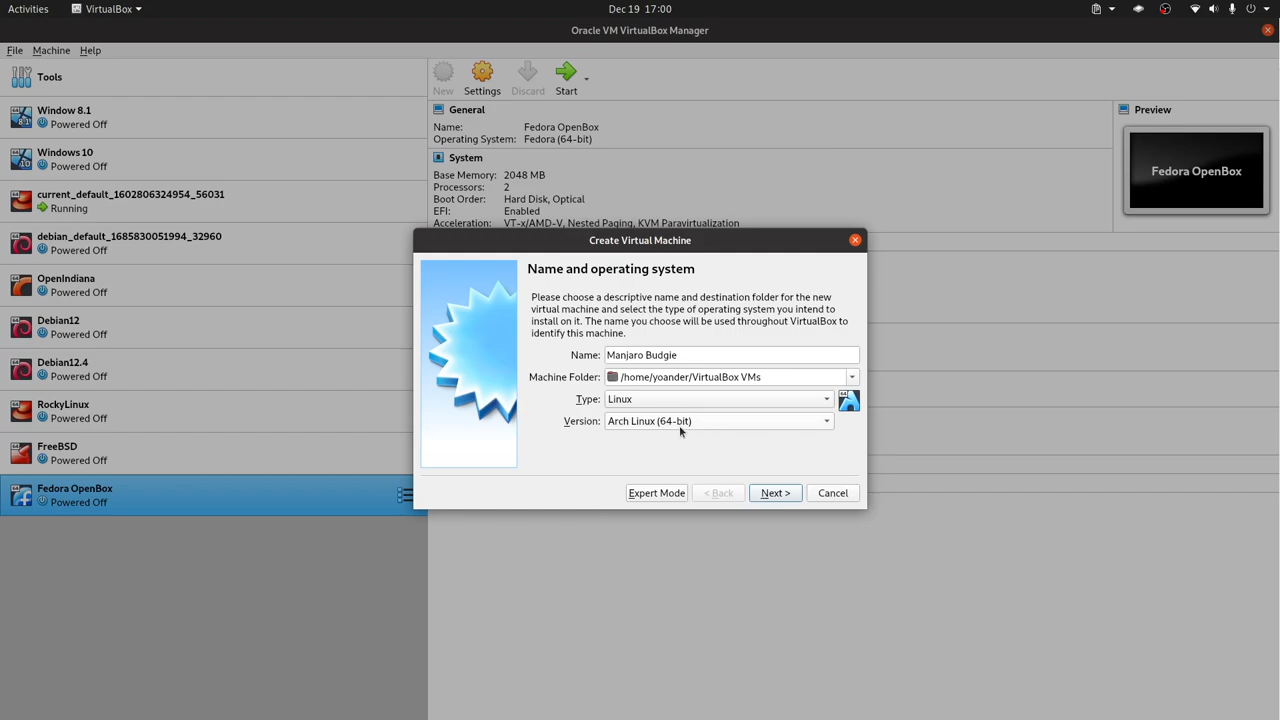 Activities VirtualBox Dec 19 17:00
Oracle VM VirtualBox Manager
File Machine Help
Tools
New Settings Discard Start
Window 8.1
Powered Off
Windows 10
Powered Off
current_default_1602806324954_56031
Running
debian_default_1685830051994_32960
Powered Off
OpenIndiana
Powered Off
Debian12
Powered Off
Debian12.4
Powered Off
RockyLinux
Powered Off
FreeBSD
Powered Off
Fedora OpenBox
Powered Off
General
Name: Fedora OpenBox
Operating System: Fedora (64-bit)
System
Base Memory: 2048 MB
Processors: 2
Boot Order: Hard Disk, Optical
EFI: Enabled
Acceleration: VT-x/AMD-V, Nested Paging, KVM Paravirtualization
Preview
Fedora OpenBox
Create Virtual Machine
Name and operating system
Please choose a descriptive name and destination folder for the new
virtual machine and select the type of operating system you intend to
install on it. The name you choose will be used throughout VirtualBox to
identify this machine.
Name: Manjaro Budgie
Machine Folder: /home/yoander/VirtualBox VMs
Type: Linux
Version: Arch Linux (64-bit)
Expert Mode < Back Next > Cancel